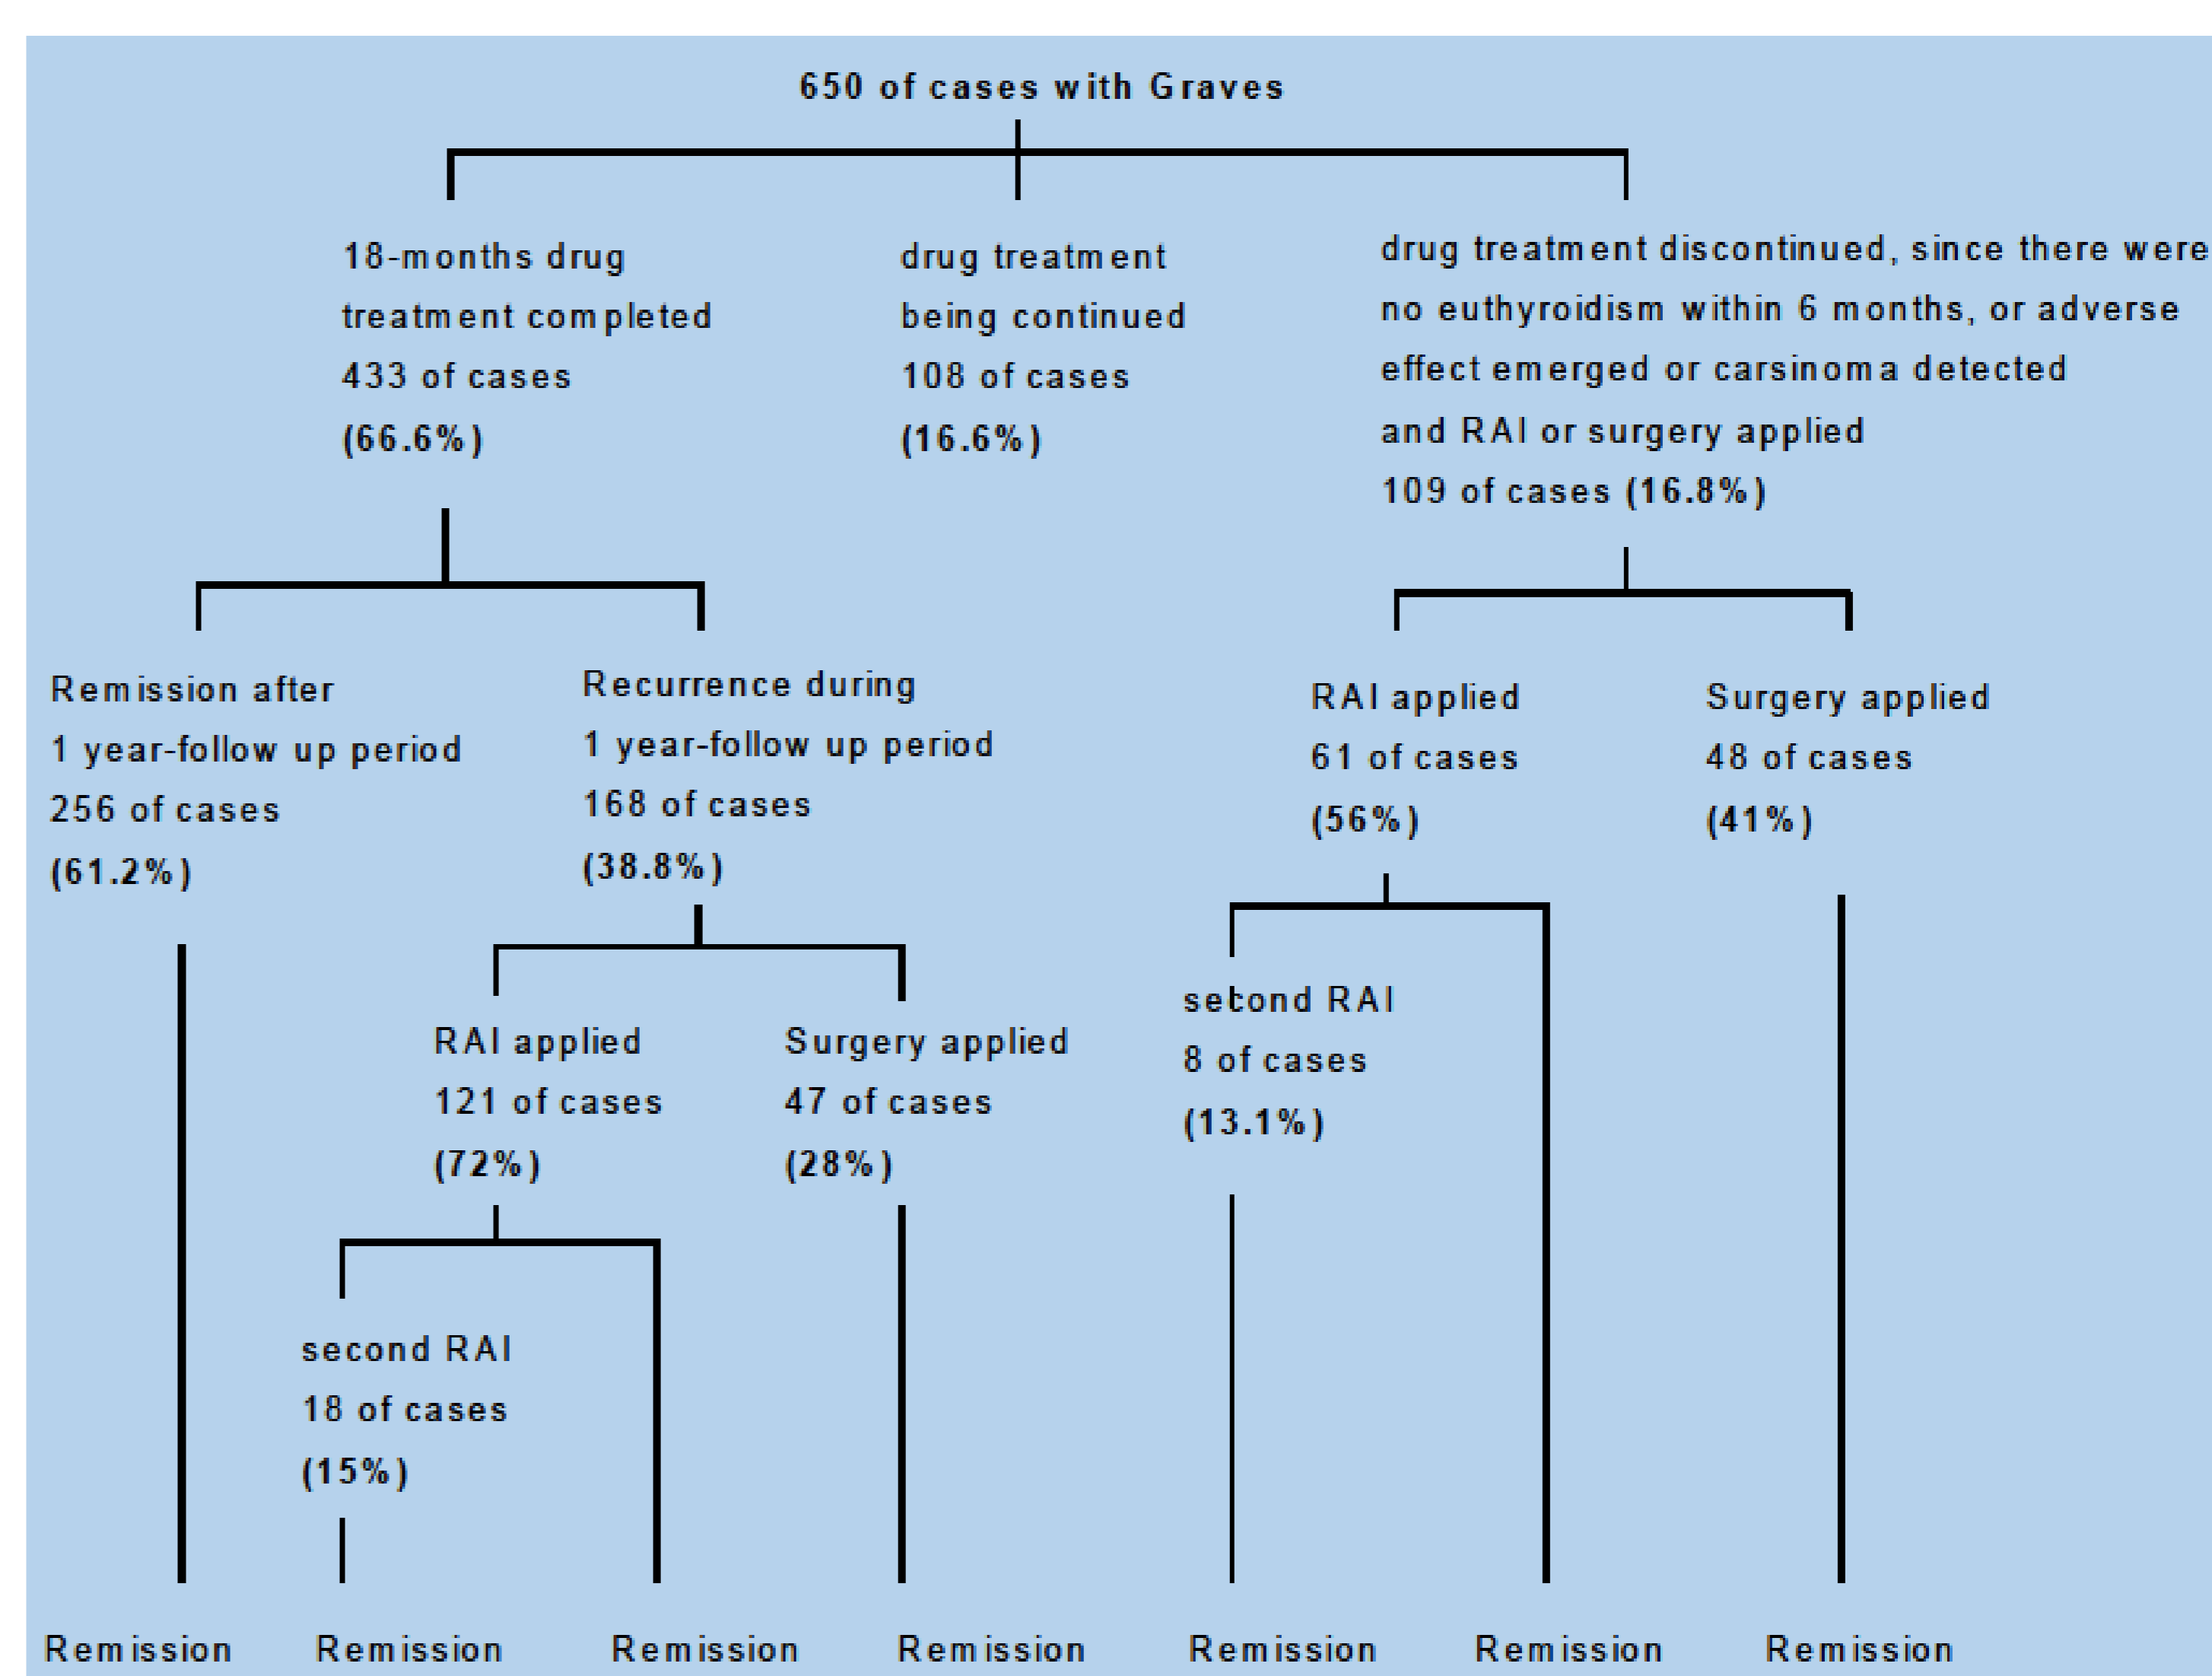 650 of cases with Graves
18-months drug
treatment completed
433 of cases
(66.6%)
drug treatment
being continued
108 of cases
(16.6%)
drug treatment discontinued, since there were
no euthyroidism within 6 months, or adverse
effect emerged or carsinoma detected
and RAI or surgery applied
109 of cases (16.8%)
Remission after
1 year-follow up period
256 of cases
(61.2%)
Recurrence during
1 year-follow up period
168 of cases
(38.8%)
RAI applied
61 of cases
(56%)
Surgery applied
48 of cases
(41%)
RAI applied
121 of cases
(72%)
Surgery applied
47 of cases
(28%)
second RAI
8 of cases
(13.1%)
second RAI
18 of cases
(15%)
Remission
Remission
Remission
Remission
Remission
Remission
Remission